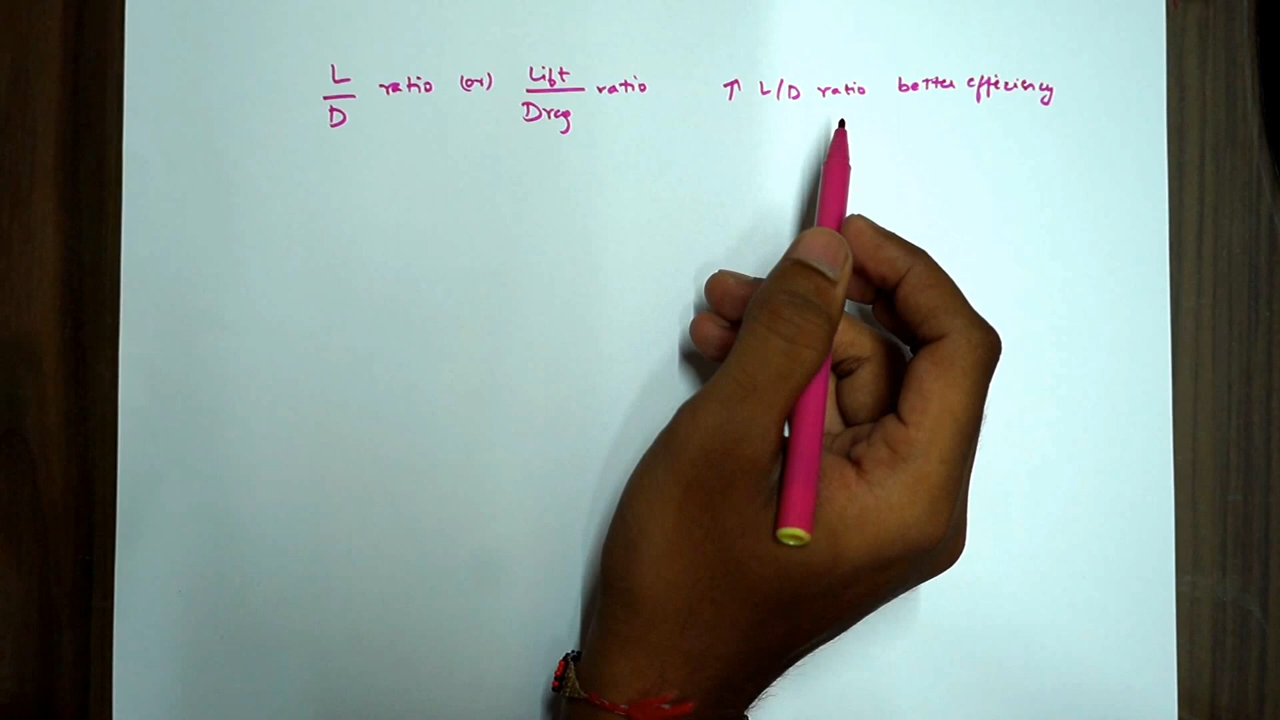 L/D ratio (or) Lift/Drag ratio ↑ L/D ratio better efficiency